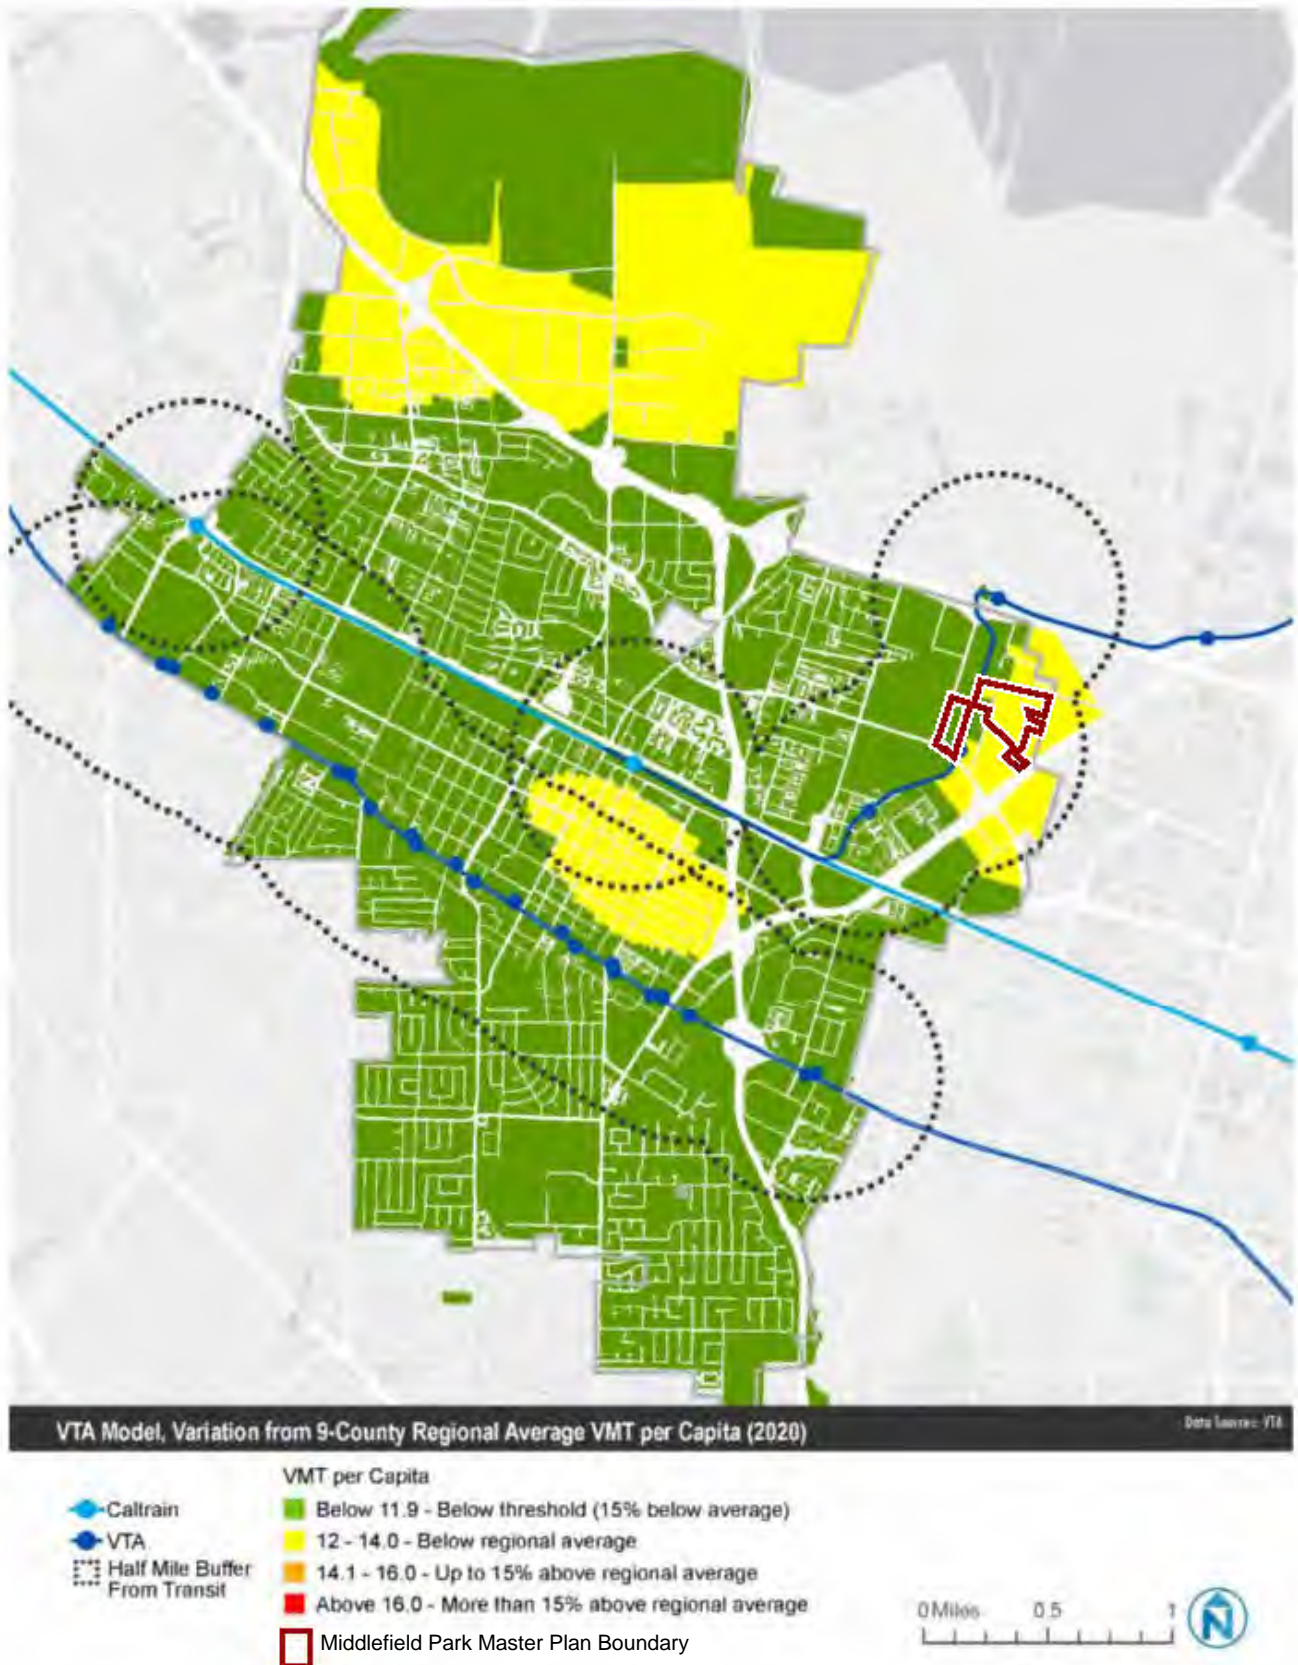 VTA Model, Variation from 9-County Regional Average VMT per Capita (2020)
Data Source: VTA
VMT per Capita
Caltrain
VTA
Half Mile Buffer
From Transit
Below 11.9 - Below threshold (15% below average)
12 - 14.0 - Below regional average
14.1 - 16.0 - Up to 15% above regional average
Above 16.0 - More than 15% above regional average
Middlefield Park Master Plan Boundary
0 Miles 0.5 1
N